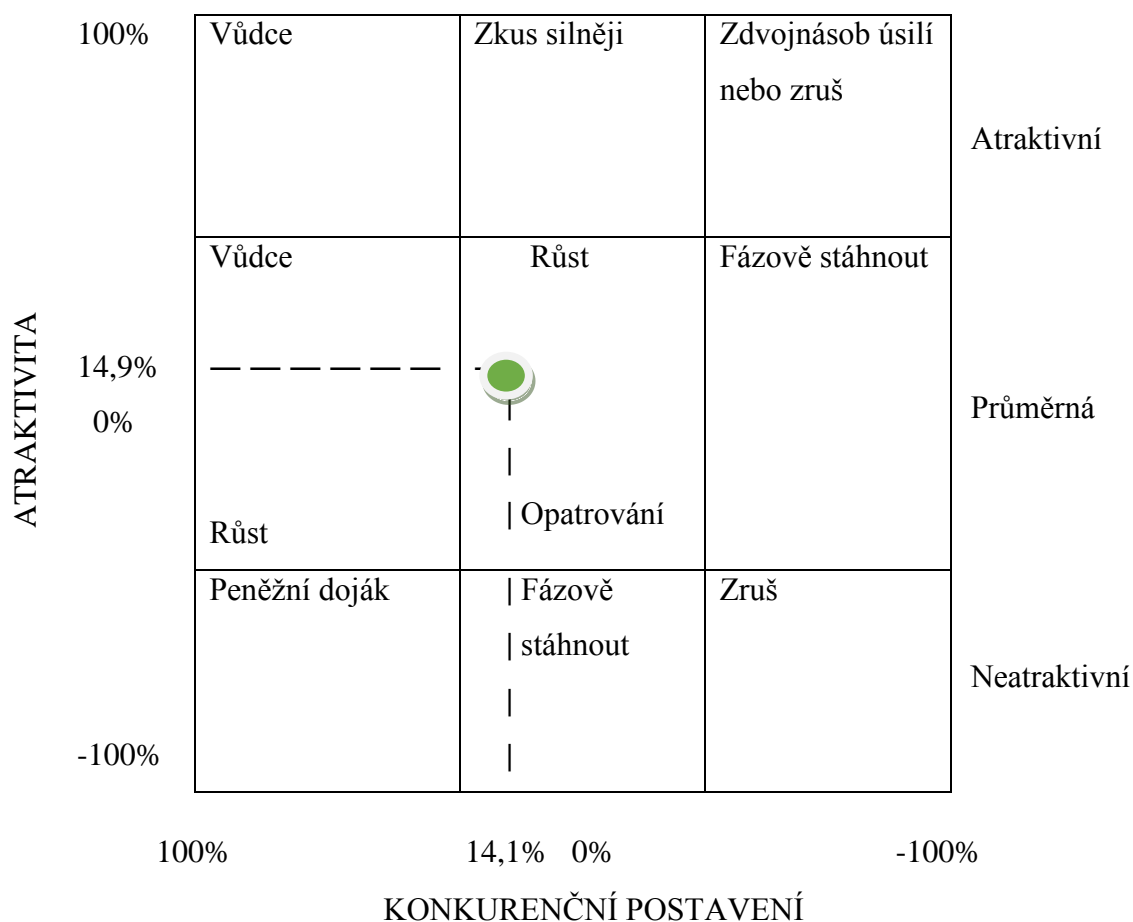 100%
Vůdce
Zkus silněji
Zdvojnásob úsilí
nebo zruš
Atraktivní
Vůdce
Růst
Fázově stáhnout
ATRAKTIVITA
14,9%
0%
Průměrná
Růst
Opatrování
Peněžní doják
Fázově
stáhnout
Zruš
Neatraktivní
-100%
100%
14,1%
0%
-100%
KONKURENČNÍ POSTAVENÍ